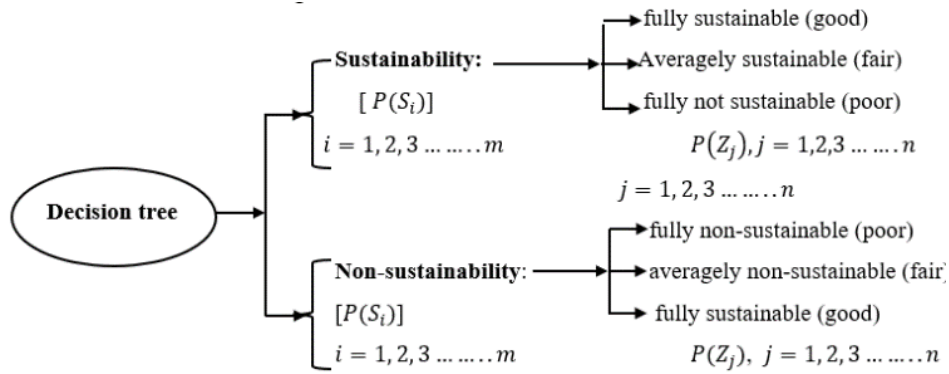 fully sustainable (good)
Sustainability:
Averagely sustainable (fair)
[ P(S_i)]
fully not sustainable (poor)
i = 1, 2, 3 ... ... .. m
P(Z_j), j = 1,2,3 ... .... n
j = 1, 2, 3 ... ... .. n
Decision tree
fully non-sustainable (poor)
Non-sustainability:
averagely non-sustainable (fair)
[P(S_i)]
fully sustainable (good)
i = 1, 2, 3 ... ... .. m
P(Z_j), j = 1, 2, 3 ... ... .. n